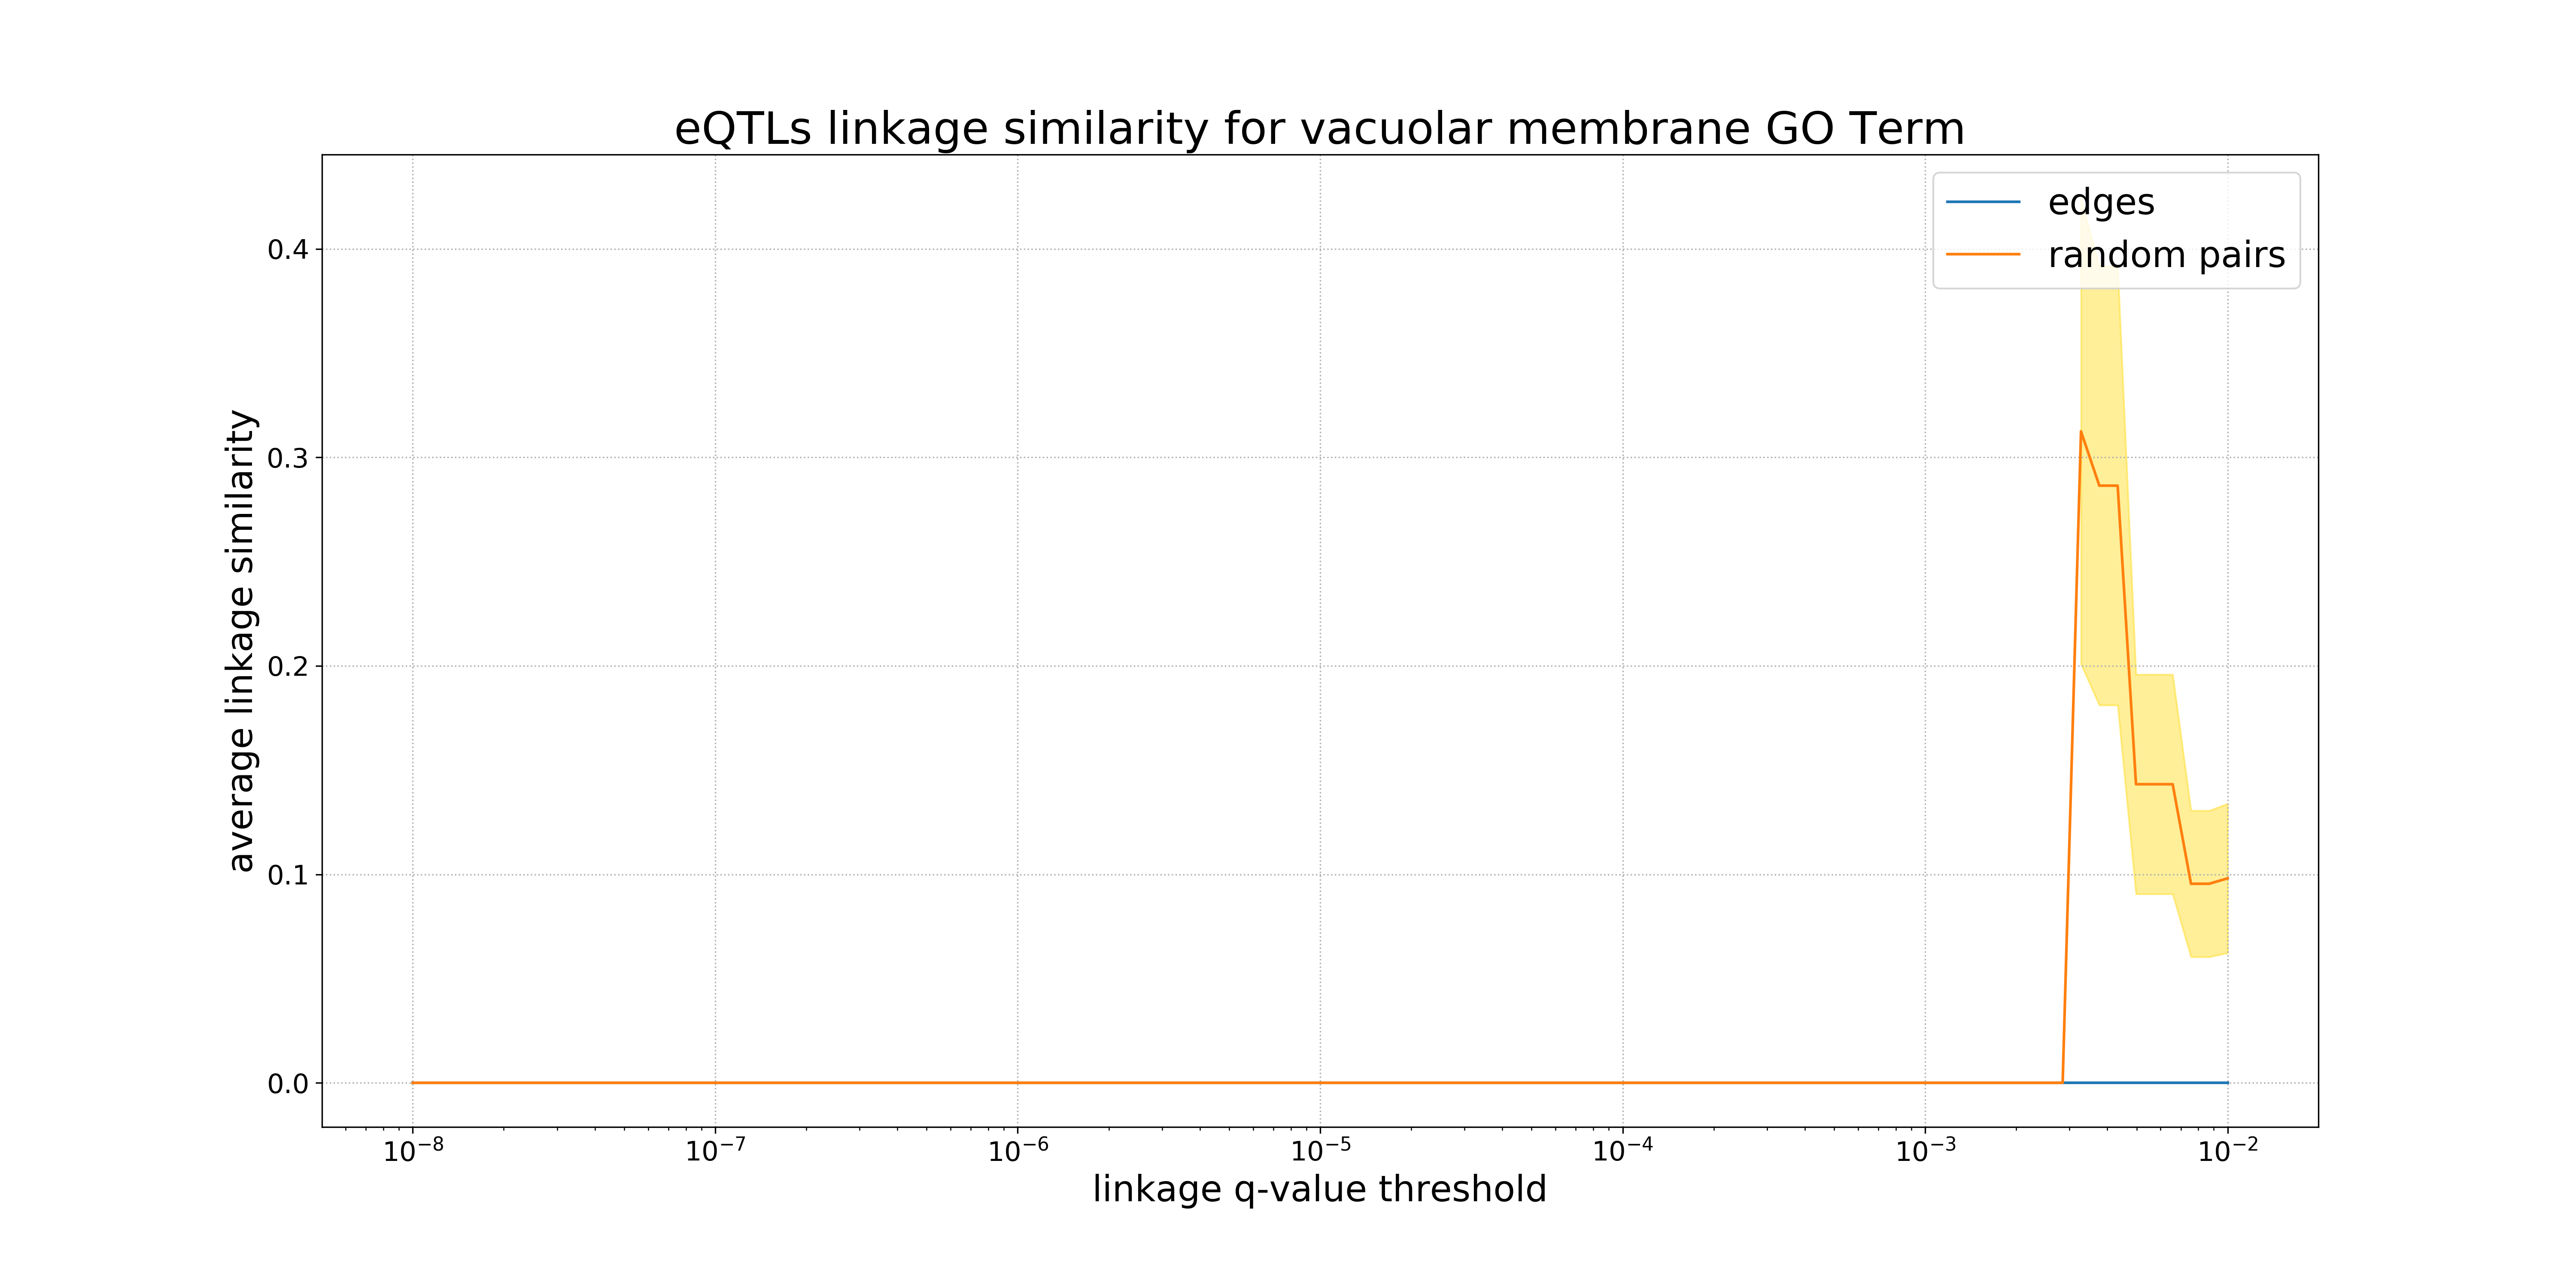 eQTLs linkage similarity for vacuolar membrane GO Term
edges
random pairs
average linkage similarity
0.4
0.3
0.2
0.1
0.0
10⁻⁸ 10⁻⁷ 10⁻⁶ 10⁻⁵ 10⁻⁴ 10⁻³ 10⁻²
linkage q-value threshold